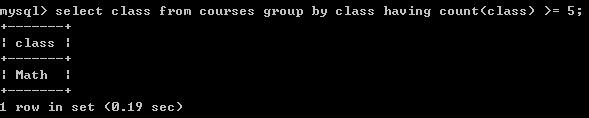 mysql> select class from courses group by class having count(class) >= 5;
+-------+
| class |
+-------+
| Math  |
+-------+
1 row in set (0.19 sec)